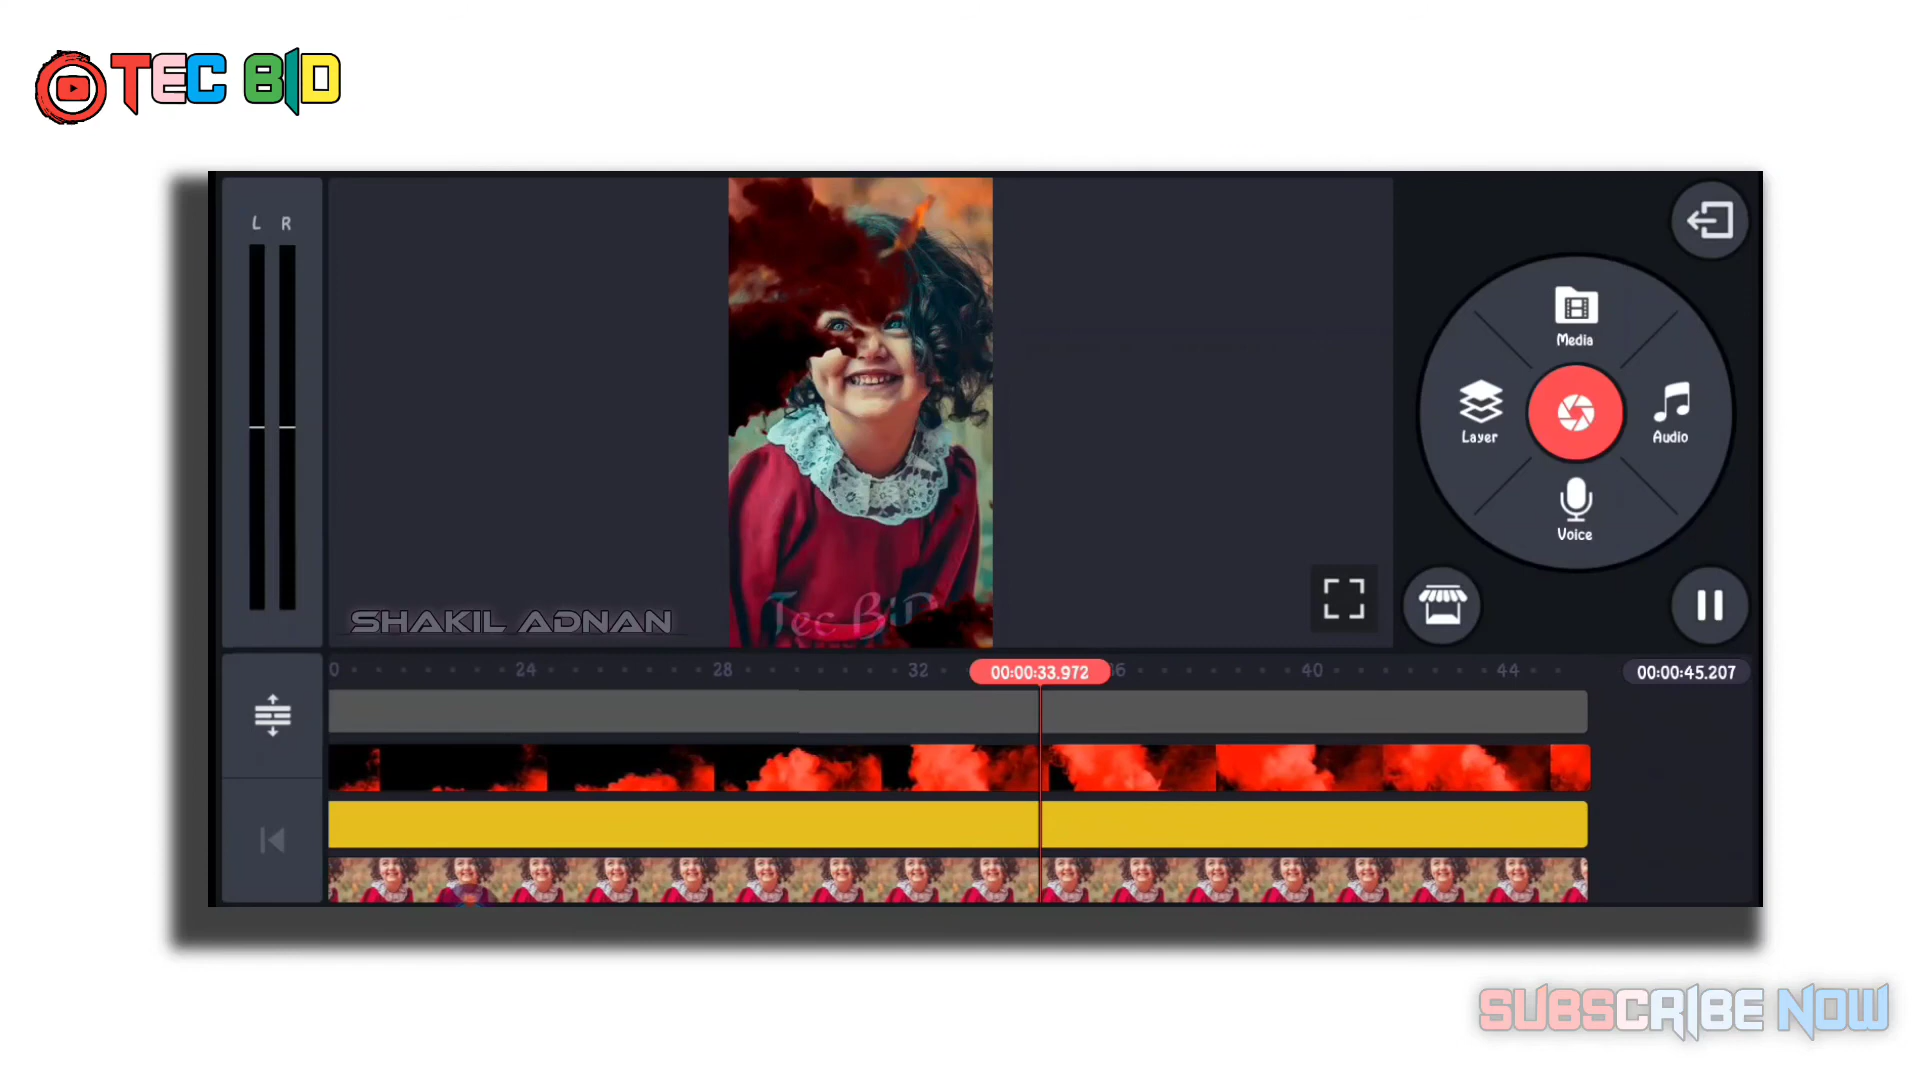 TEC BID
L R
Media
Layer
Audio
Voice
SHAKIL ADNAN
Tec BiD
0 24 28 32 00:00:33.972 36 40 44 00:00:45.207
SUBSCRIBE NOW